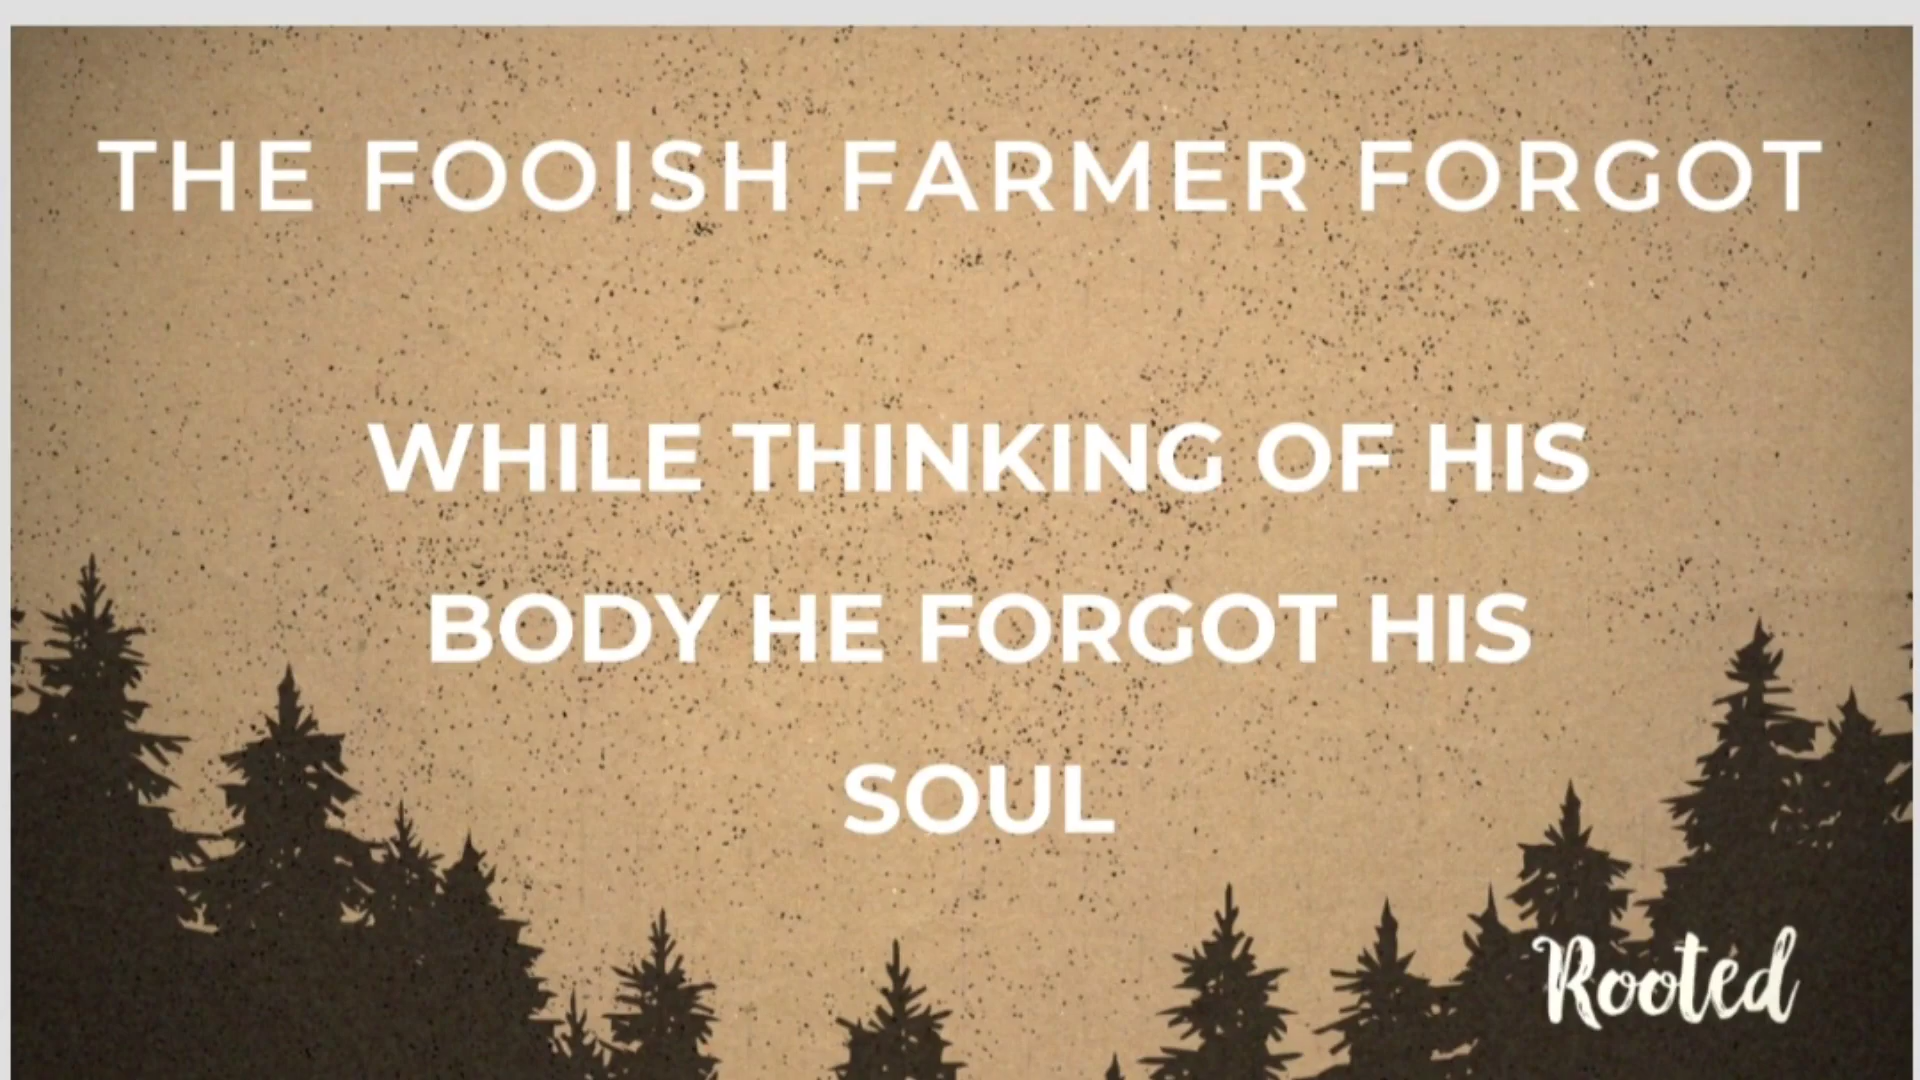 THE FOOISH FARMER FORGOT
WHILE THINKING OF HIS
BODY HE FORGOT HIS
SOUL
Rooted